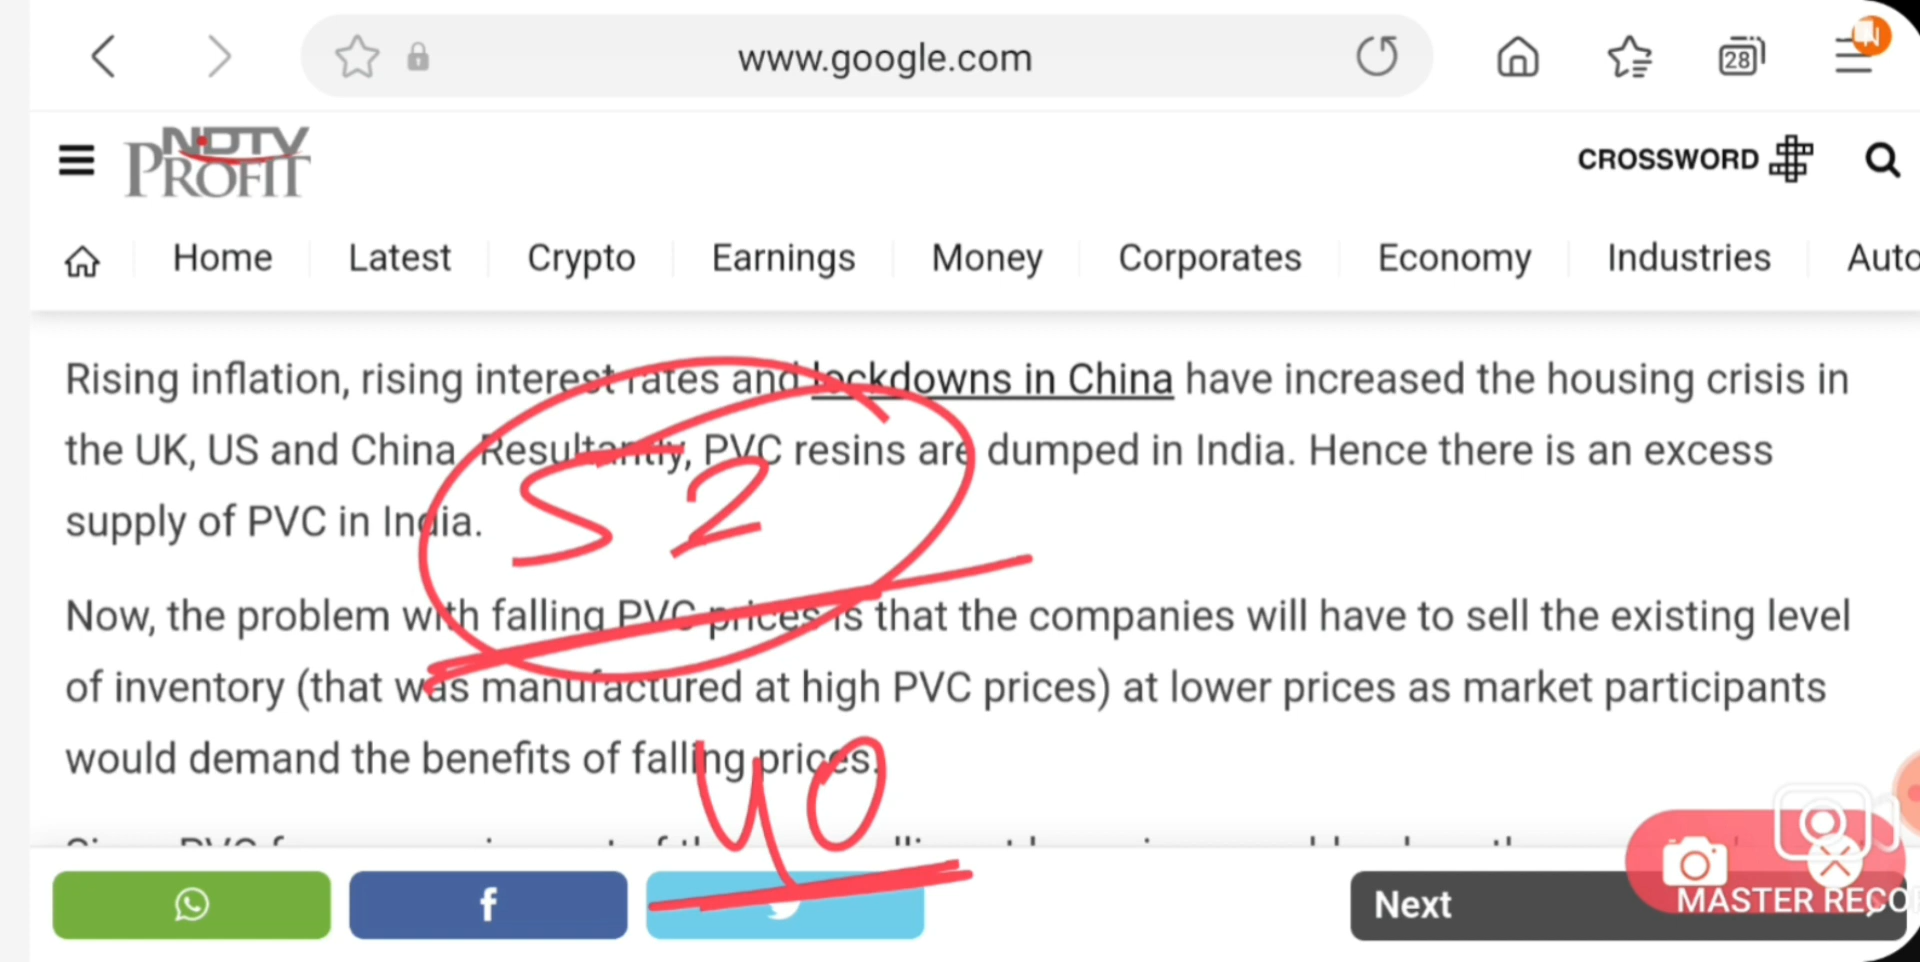 www.google.com
28
NDTV
PROFIT
CROSSWORD
Home Latest Crypto Earnings Money Corporates Economy Industries Auto
Rising inflation, rising interest rates and lockdowns in China have increased the housing crisis in
the UK, US and China. Resultantly, PVC resins are dumped in India. Hence there is an excess
supply of PVC in India.
52
Now, the problem with falling PVC prices is that the companies will have to sell the existing level
of inventory (that was manufactured at high PVC prices) at lower prices as market participants
would demand the benefits of falling prices.
40
Next
MASTER RECO